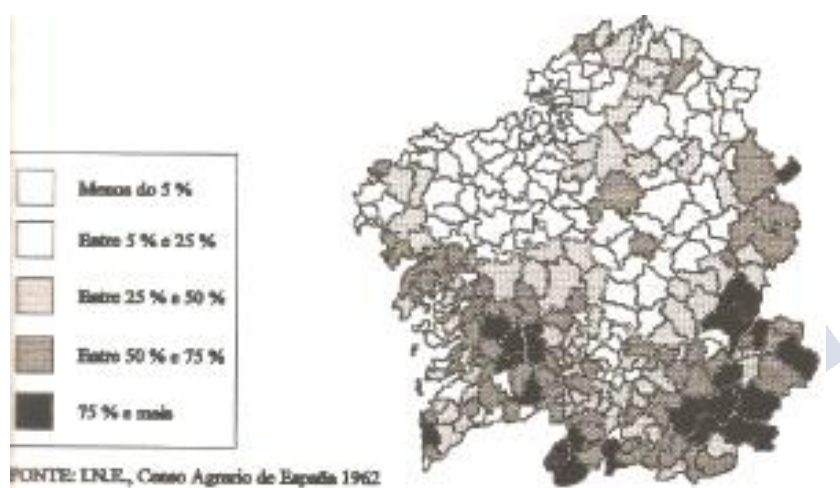 Menos do 5 %
Entre 5 % e 25 %
Entre 25 % e 50 %
Entre 50 % e 75 %
75 % e mais
FONTE: I.N.E., Censo Agrario de España 1962